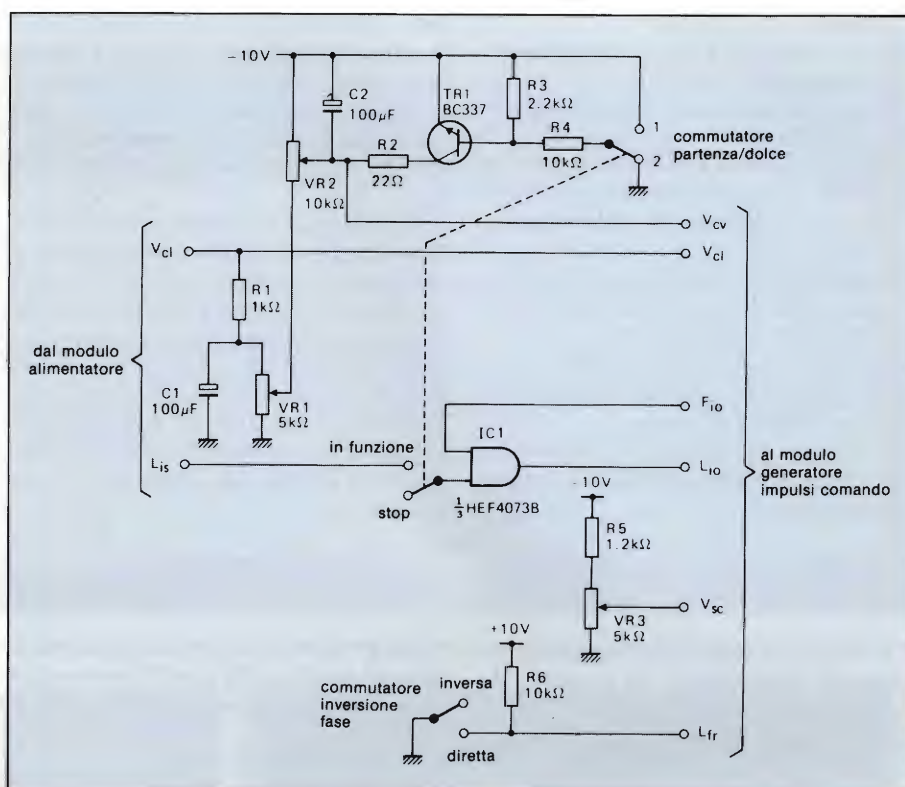 −10V
C2
100µF
TR1
BC337
R3
2.2kΩ
R4
10kΩ
1
2
commutatore
partenza/dolce
R2
22Ω
VR2
10kΩ
Vcv
Vci
Vci
R1
1kΩ
dal modulo
alimentatore
C1
100µF
VR1
5kΩ
Lis
in funzione
stop
IC1
⅓HEF4073B
Fio
Lio
al modulo
generatore
impulsi comando
-10V
R5
1.2kΩ
VR3
5kΩ
Vsc
+10V
R6
10kΩ
commutatore
inversione
fase
inversa
diretta
Lfr